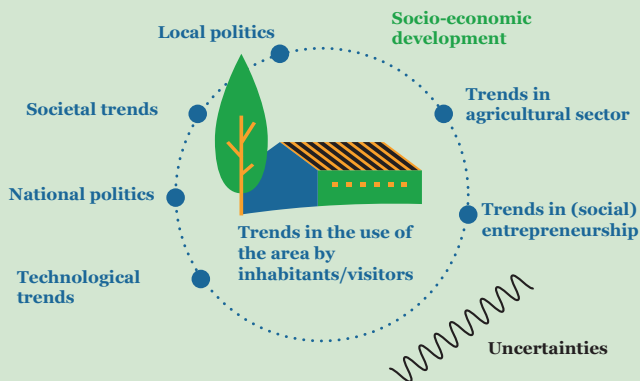 Local politics
Socio-economic
development
Societal trends
Trends in
agricultural sector
National politics
Trends in (social)
entrepreneurship
Trends in the use of
the area by
inhabitants/visitors
Technological
trends
Uncertainties